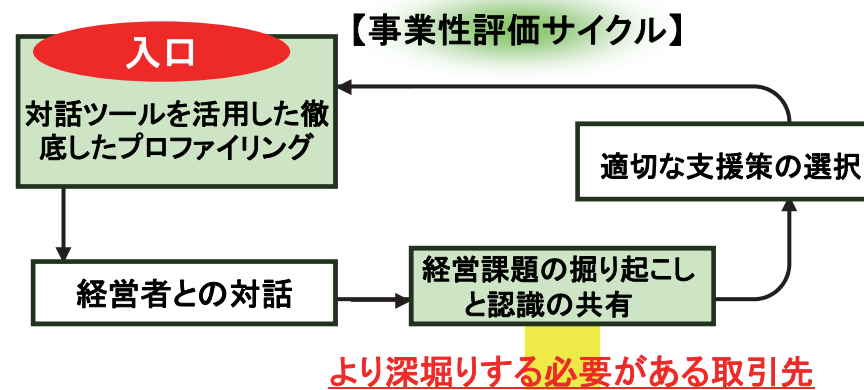 【事業性評価サイクル】
入口
対話ツールを活用した徹
底したプロファイリング
適切な支援策の選択
経営者との対話
経営課題の掘り起こし
と認識の共有
より深堀りする必要がある取引先